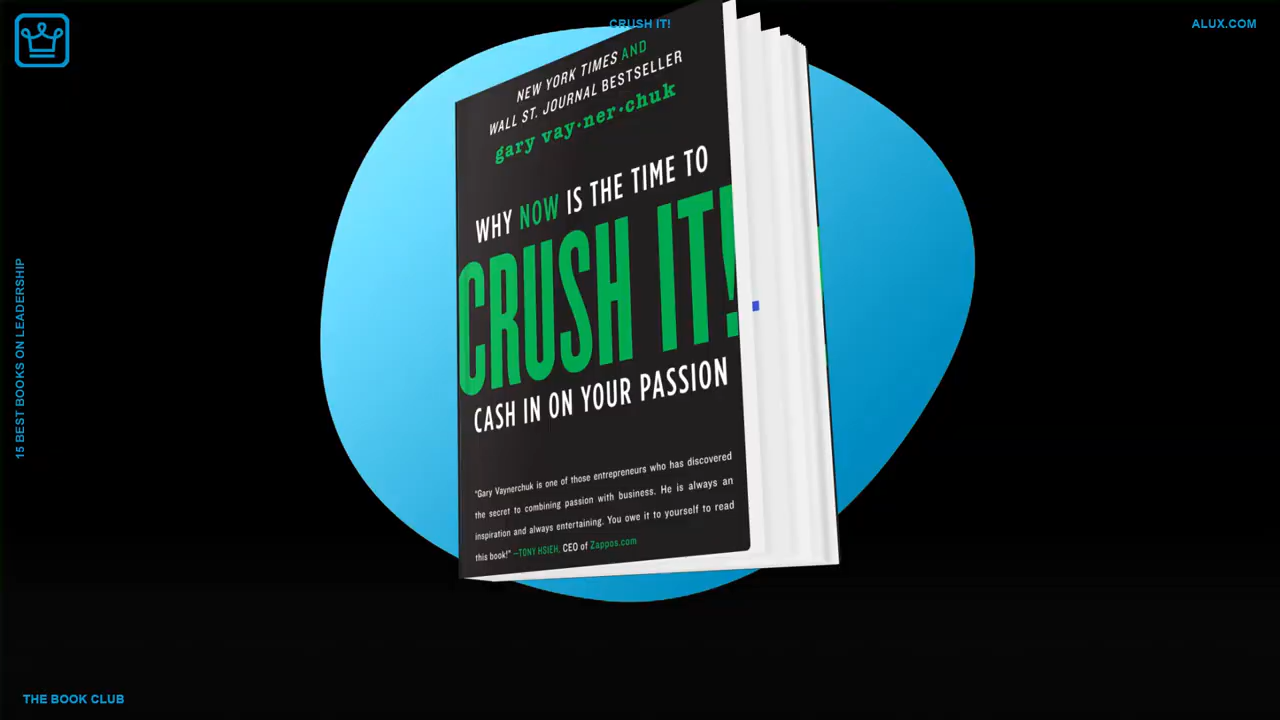 CRUSH IT!
ALUX.COM
NEW YORK TIMES AND
WALL ST. JOURNAL BESTSELLER
gary vay·ner·chuk
WHY NOW IS THE TIME TO
CRUSH IT!
CASH IN ON YOUR PASSION
"Gary Vaynerchuk is one of those entrepreneurs who has discovered
the secret to combining passion with business. He is always an
inspiration and always entertaining. You owe it to yourself to read
this book!" —TONY HSIEH, CEO of Zappos.com
15 BEST BOOKS ON LEADERSHIP
THE BOOK CLUB